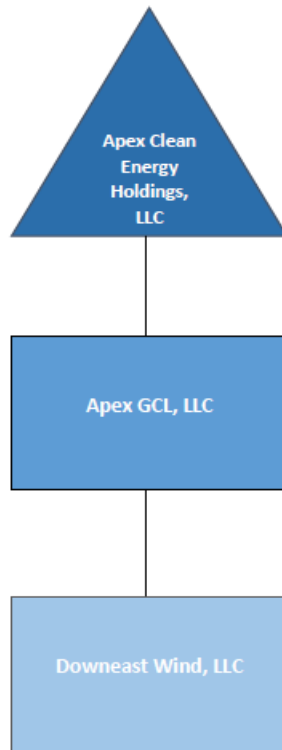 Apex Clean
Energy
Holdings,
LLC
Apex GCL, LLC
Downeast Wind, LLC